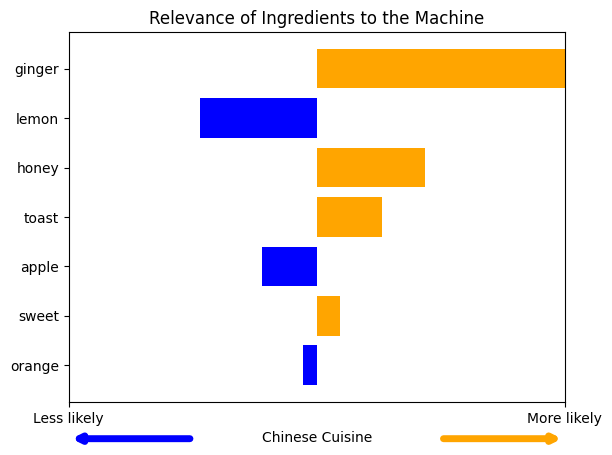 Relevance of Ingredients to the Machine
ginger
lemon
honey
toast
apple
sweet
orange
Less likely
More likely
Chinese Cuisine